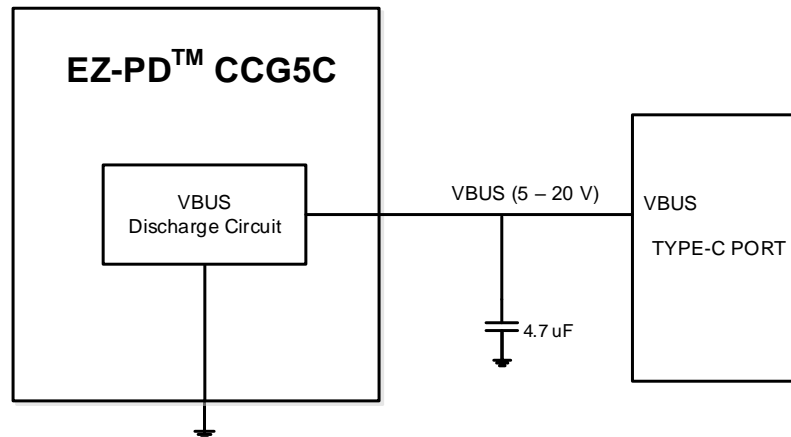 EZ-PD™ CCG5C
VBUS
Discharge Circuit
VBUS (5 – 20 V)
VBUS
TYPE-C PORT
4.7 uF